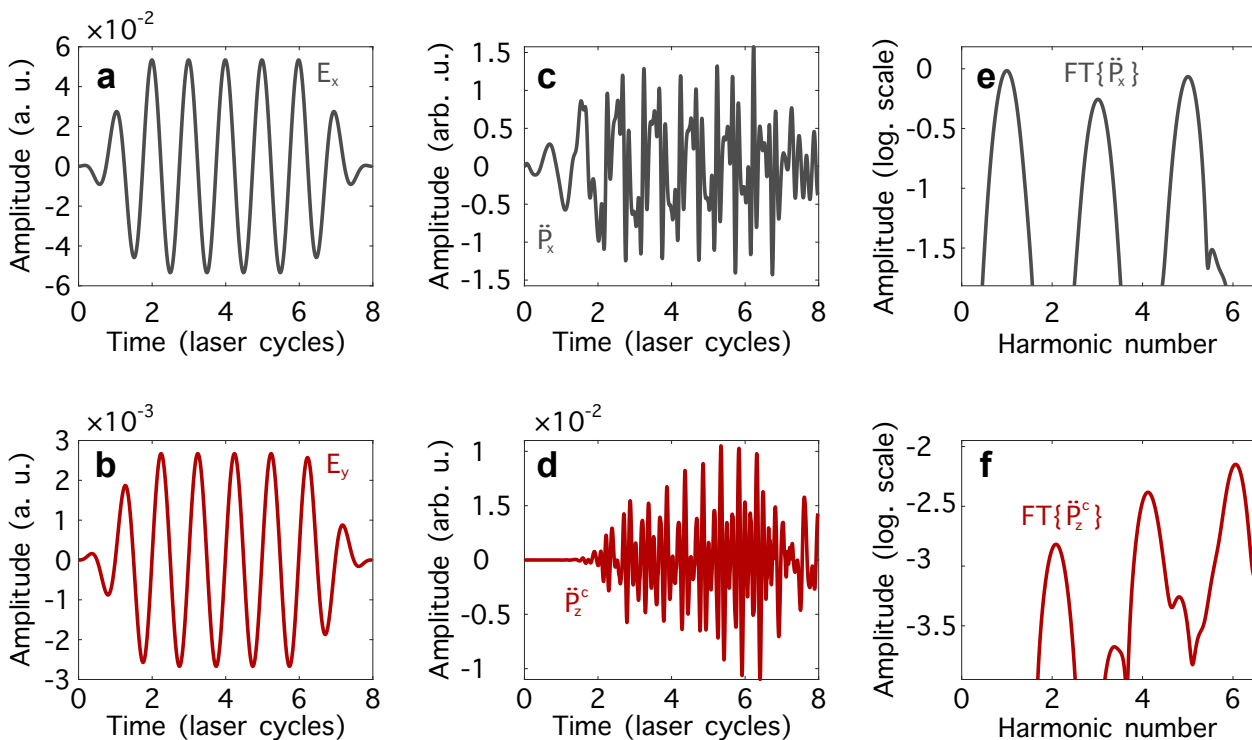 ×10⁻²
a
Eₓ
Amplitude (a. u.)
6
4
2
0
-2
-4
-6
0 2 4 6 8
Time (laser cycles)
c
P̈ₓ
Amplitude (arb. .u.)
1.5
1
0.5
0
-0.5
-1
-1.5
0 2 4 6 8
Time (laser cycles)
e
FT{P̈ₓ}
Amplitude (log. scale)
0
-0.5
-1
-1.5
0 2 4 6
Harmonic number
×10⁻³
b
E_y
Amplitude (a. u.)
3
2
1
0
-1
-2
-3
0 2 4 6 8
Time (laser cycles)
×10⁻²
d
P̈_z^c
Amplitude (arb. u.)
1
1.5
0
-0.5
-1
0 2 4 6 8
Time (laser cycles)
f
FT{P̈_z^c}
Amplitude (log. scale)
-2
-2.5
-3
-3.5
0 2 4 6
Harmonic number